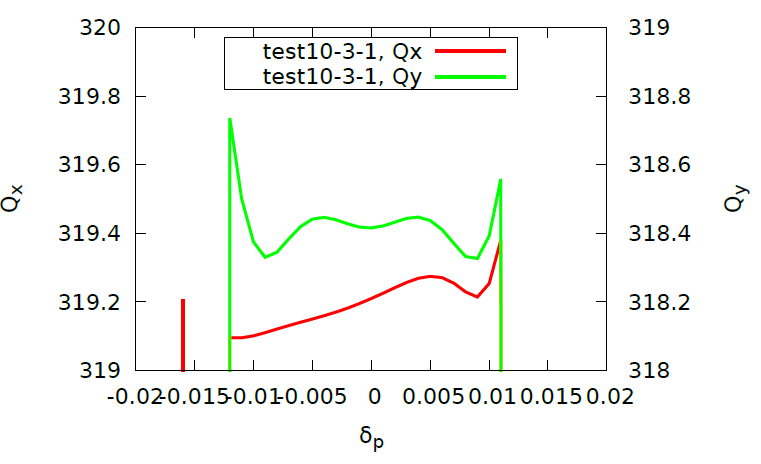 320
319.8
319.6
319.4
319.2
319
Qx
test10-3-1, Qx
test10-3-1, Qy
319
318.8
318.6
318.4
318.2
318
Qy
-0.02 -0.015 -0.01 -0.005 0 0.005 0.01 0.015 0.02
δp